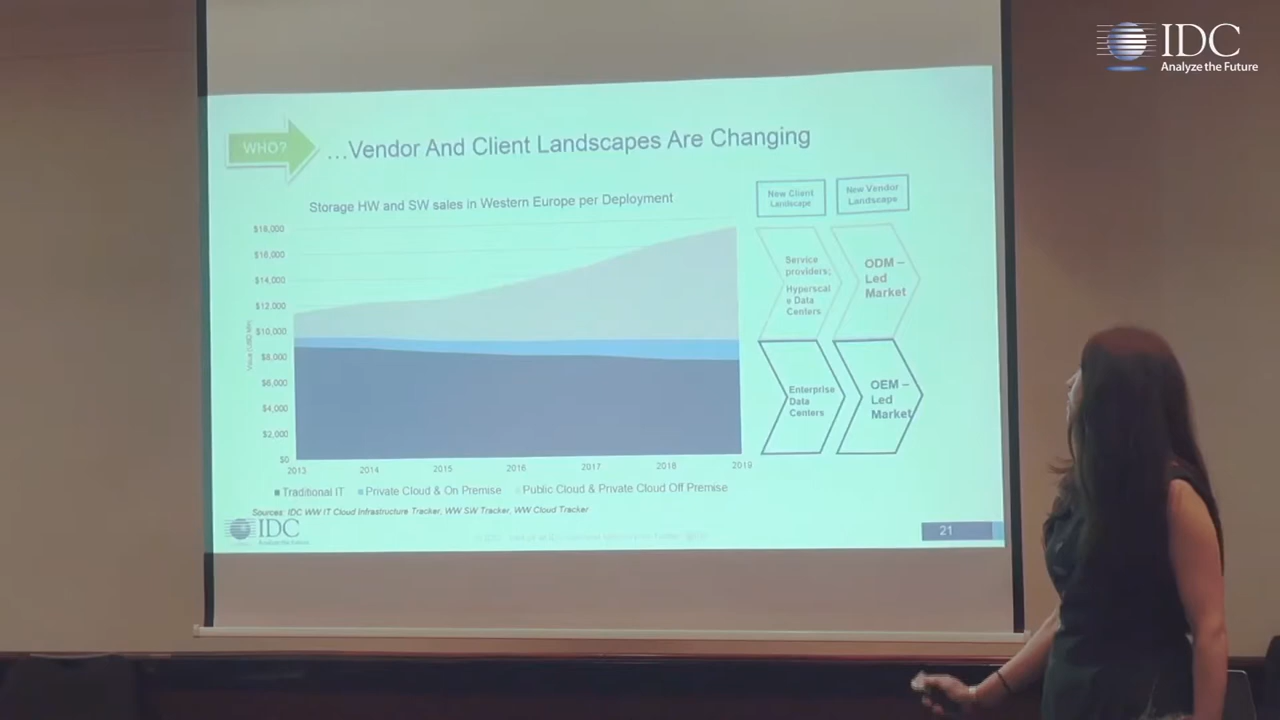 IDC
Analyze the Future
WHO?
...Vendor And Client Landscapes Are Changing
Storage HW and SW sales in Western Europe per Deployment
New Client
Landscape
New Vendor
Landscape
$18,000
$16,000
$14,000
$12,000
$10,000
$8,000
$6,000
$4,000
$2,000
$0
2013
2014
2015
2016
2017
2018
2019
Service
providers;
Hyperscal
e Data
Centers
ODM –
Led
Market
Enterprise
Data
Centers
OEM –
Led
Market
Traditional IT
Private Cloud & On Premise
Public Cloud & Private Cloud Off Premise
Sources: IDC WW IT Cloud Infrastructure Tracker, WW SW Tracker, WW Cloud Tracker
IDC
Analyze the Future
21